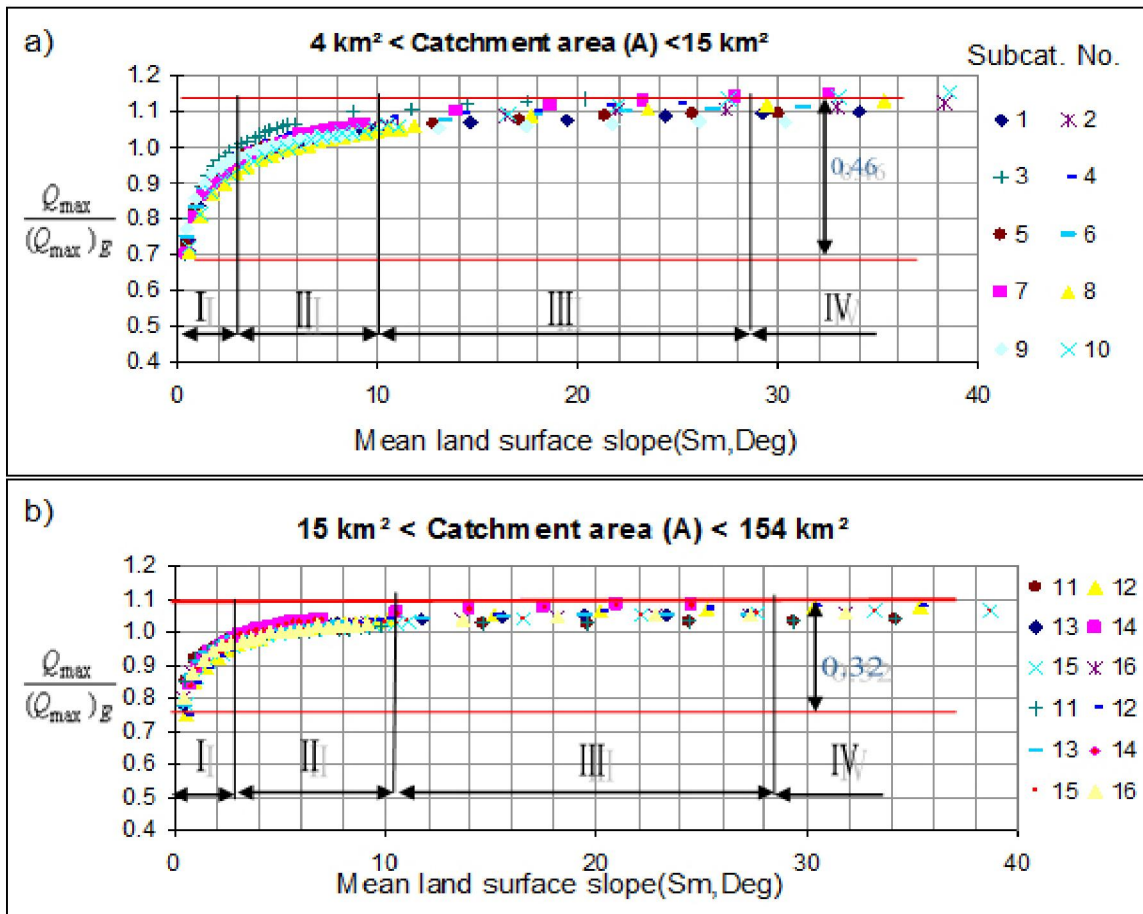 a)
4 km² < Catchment area (A) <15 km²
Subcat. No.
1.2
1.1
1.0
0.9
0.8
0.7
0.6
0.5
0.4
Qmax
(Qmax)E
0.46
I
II
III
IV
0
10
20
30
40
Mean land surface slope(Sm,Deg)
1 2
3 4
5 6
7 8
9 10
b)
15 km² < Catchment area (A) < 154 km²
1.2
1.1
1.0
0.9
0.8
0.7
0.6
0.5
0.4
Qmax
(Qmax)E
0.32
I
II
III
IV
0
10
20
30
40
Mean land surface slope(Sm,Deg)
11 12
13 14
15 16
11 12
13 14
15 16